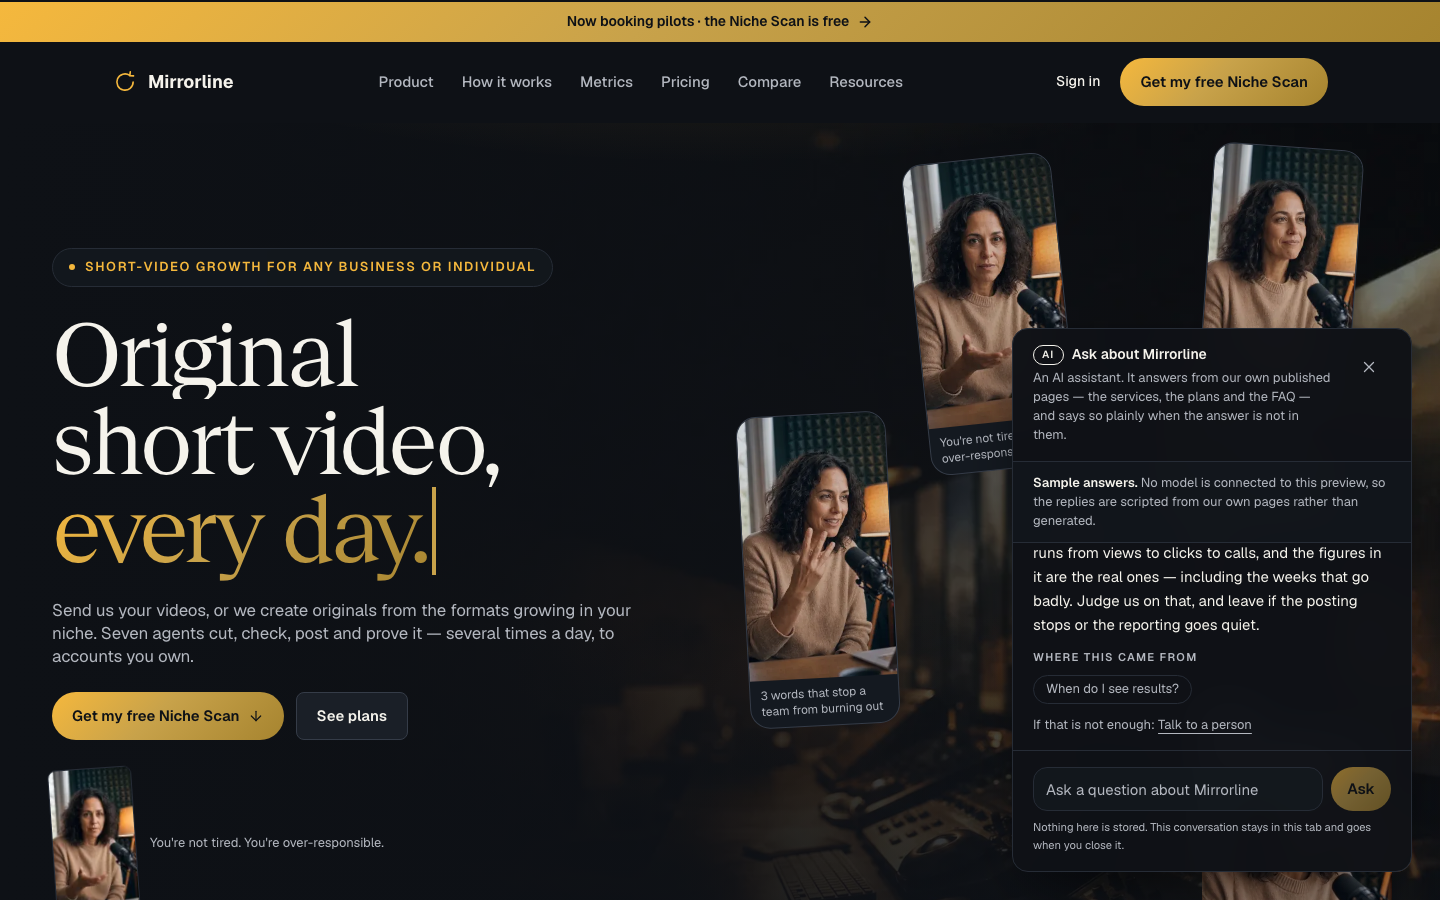 Now booking pilots · the Niche Scan is free →
Mirrorline
Product
How it works
Metrics
Pricing
Compare
Resources
Sign in
Get my free Niche Scan
SHORT-VIDEO GROWTH FOR ANY BUSINESS OR INDIVIDUAL
Original
short video,
every day.
Send us your videos, or we create originals from the formats growing in your
niche. Seven agents cut, check, post and prove it — several times a day, to
accounts you own.
Get my free Niche Scan ↓
See plans
You're not tired. You're over-responsible.
3 words that stop a
team from burning out
You're not tire
over-respons
AI Ask about Mirrorline
An AI assistant. It answers from our own published
pages — the services, the plans and the FAQ —
and says so plainly when the answer is not in
them.
Sample answers. No model is connected to this preview, so
the replies are scripted from our own pages rather than
generated.
runs from views to clicks to calls, and the figures in
it are the real ones — including the weeks that go
badly. Judge us on that, and leave if the posting
stops or the reporting goes quiet.
WHERE THIS CAME FROM
When do I see results?
If that is not enough: Talk to a person
Ask a question about Mirrorline
Ask
Nothing here is stored. This conversation stays in this tab and goes
when you close it.